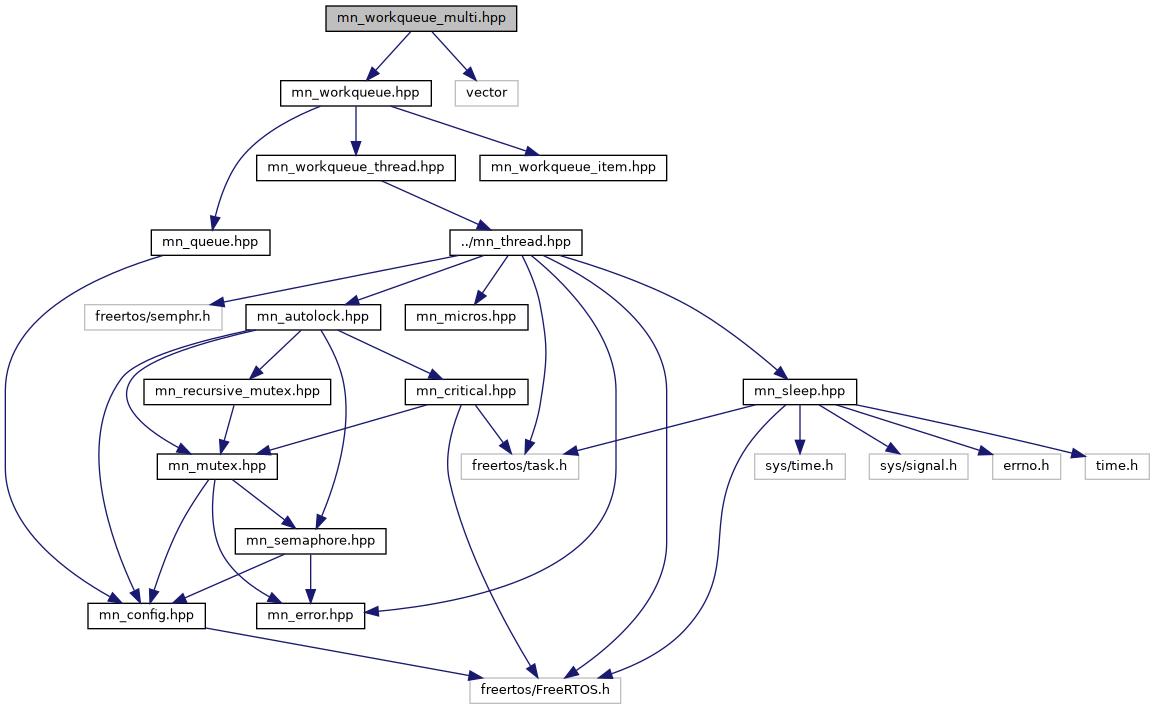 mn_workqueue_multi.hpp
mn_workqueue.hpp
vector
mn_workqueue_thread.hpp
mn_workqueue_item.hpp
mn_queue.hpp
../mn_thread.hpp
freertos/semphr.h
mn_autolock.hpp
mn_micros.hpp
mn_recursive_mutex.hpp
mn_critical.hpp
mn_sleep.hpp
mn_mutex.hpp
freertos/task.h
sys/time.h
sys/signal.h
errno.h
time.h
mn_semaphore.hpp
mn_config.hpp
mn_error.hpp
freertos/FreeRTOS.h